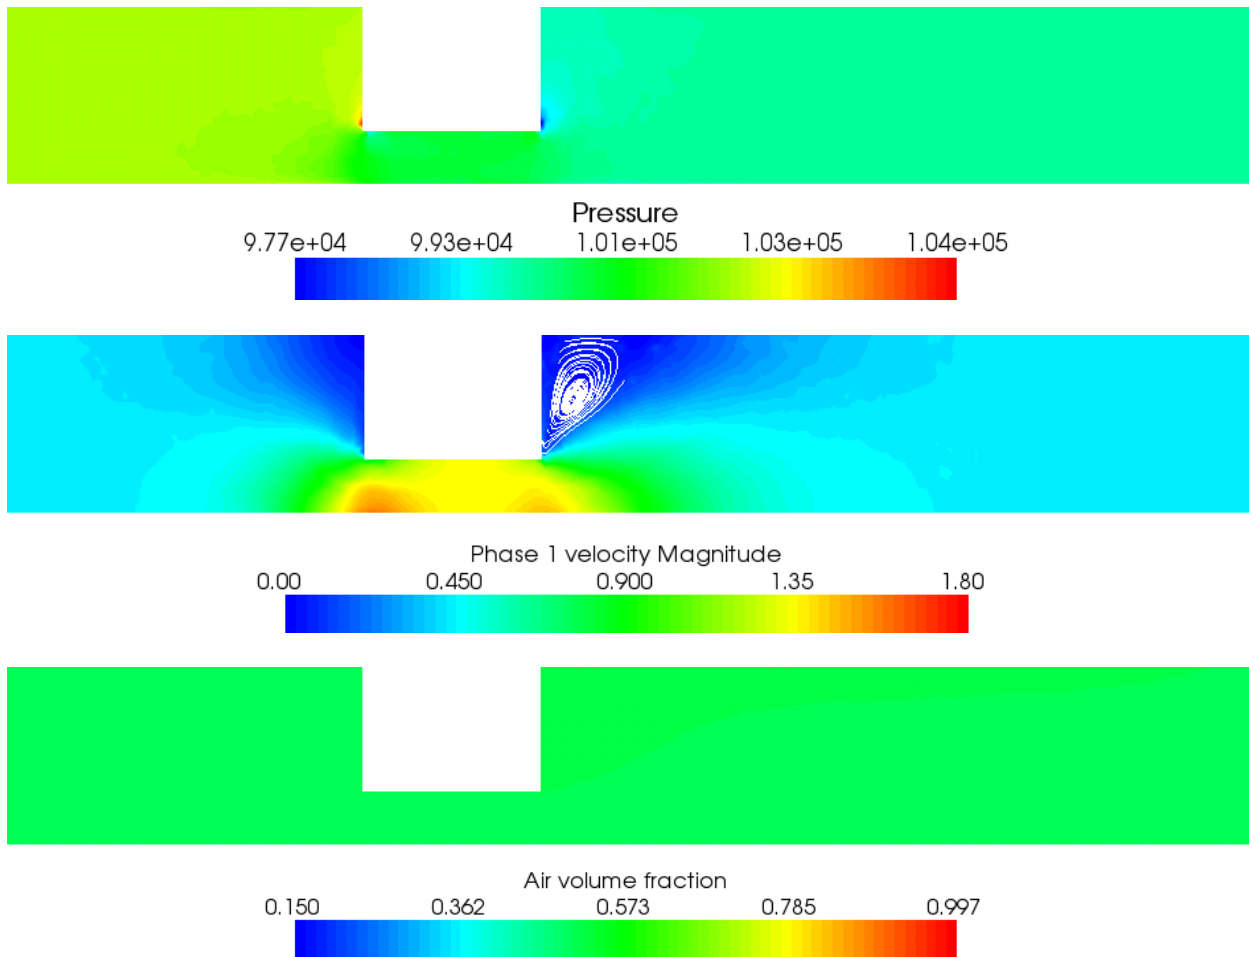 Pressure
9.77e+04 9.93e+04 1.01e+05 1.03e+05 1.04e+05
Phase 1 velocity Magnitude
0.00 0.450 0.900 1.35 1.80
Air volume fraction
0.150 0.362 0.573 0.785 0.997